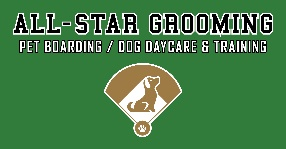 ALL-STAR GROOMING
PET BOARDING / DOG DAYCARE & TRAINING